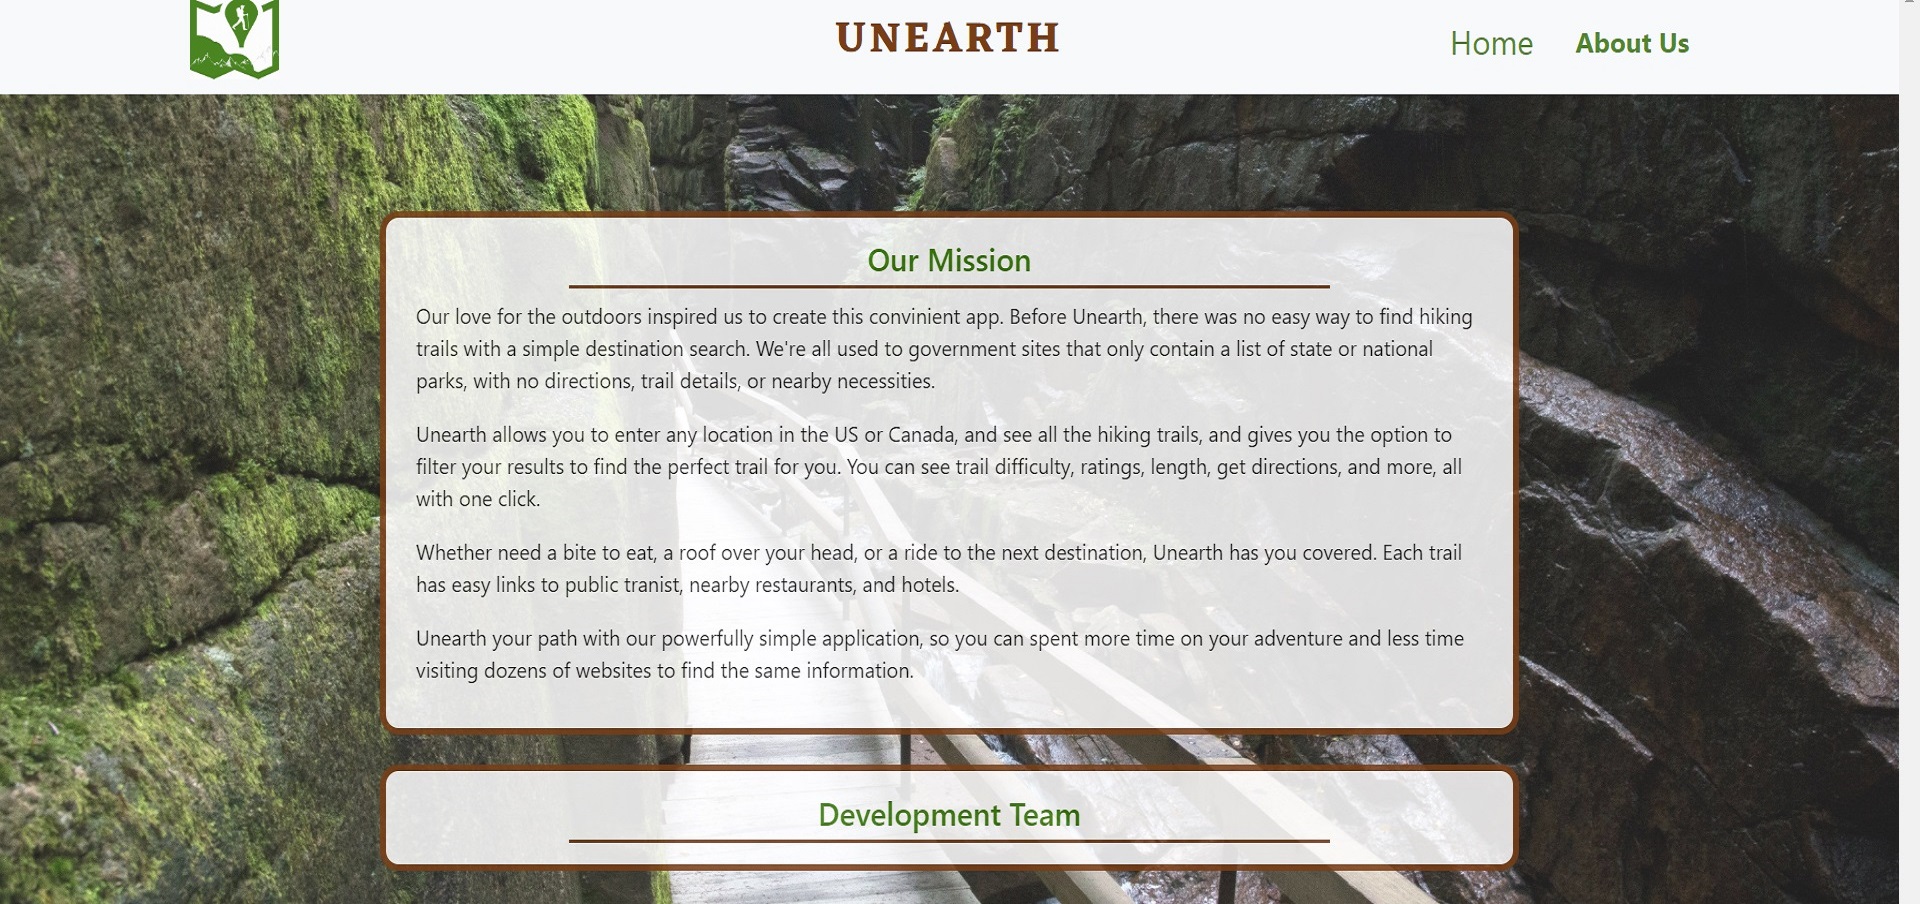 UNEARTH
Home
About Us
Our Mission
Our love for the outdoors inspired us to create this convinient app. Before Unearth, there was no easy way to find hiking
trails with a simple destination search. We're all used to government sites that only contain a list of state or national
parks, with no directions, trail details, or nearby necessities.
Unearth allows you to enter any location in the US or Canada, and see all the hiking trails, and gives you the option to
filter your results to find the perfect trail for you. You can see trail difficulty, ratings, length, get directions, and more, all
with one click.
Whether need a bite to eat, a roof over your head, or a ride to the next destination, Unearth has you covered. Each trail
has easy links to public tranist, nearby restaurants, and hotels.
Unearth your path with our powerfully simple application, so you can spent more time on your adventure and less time
visiting dozens of websites to find the same information.
Development Team